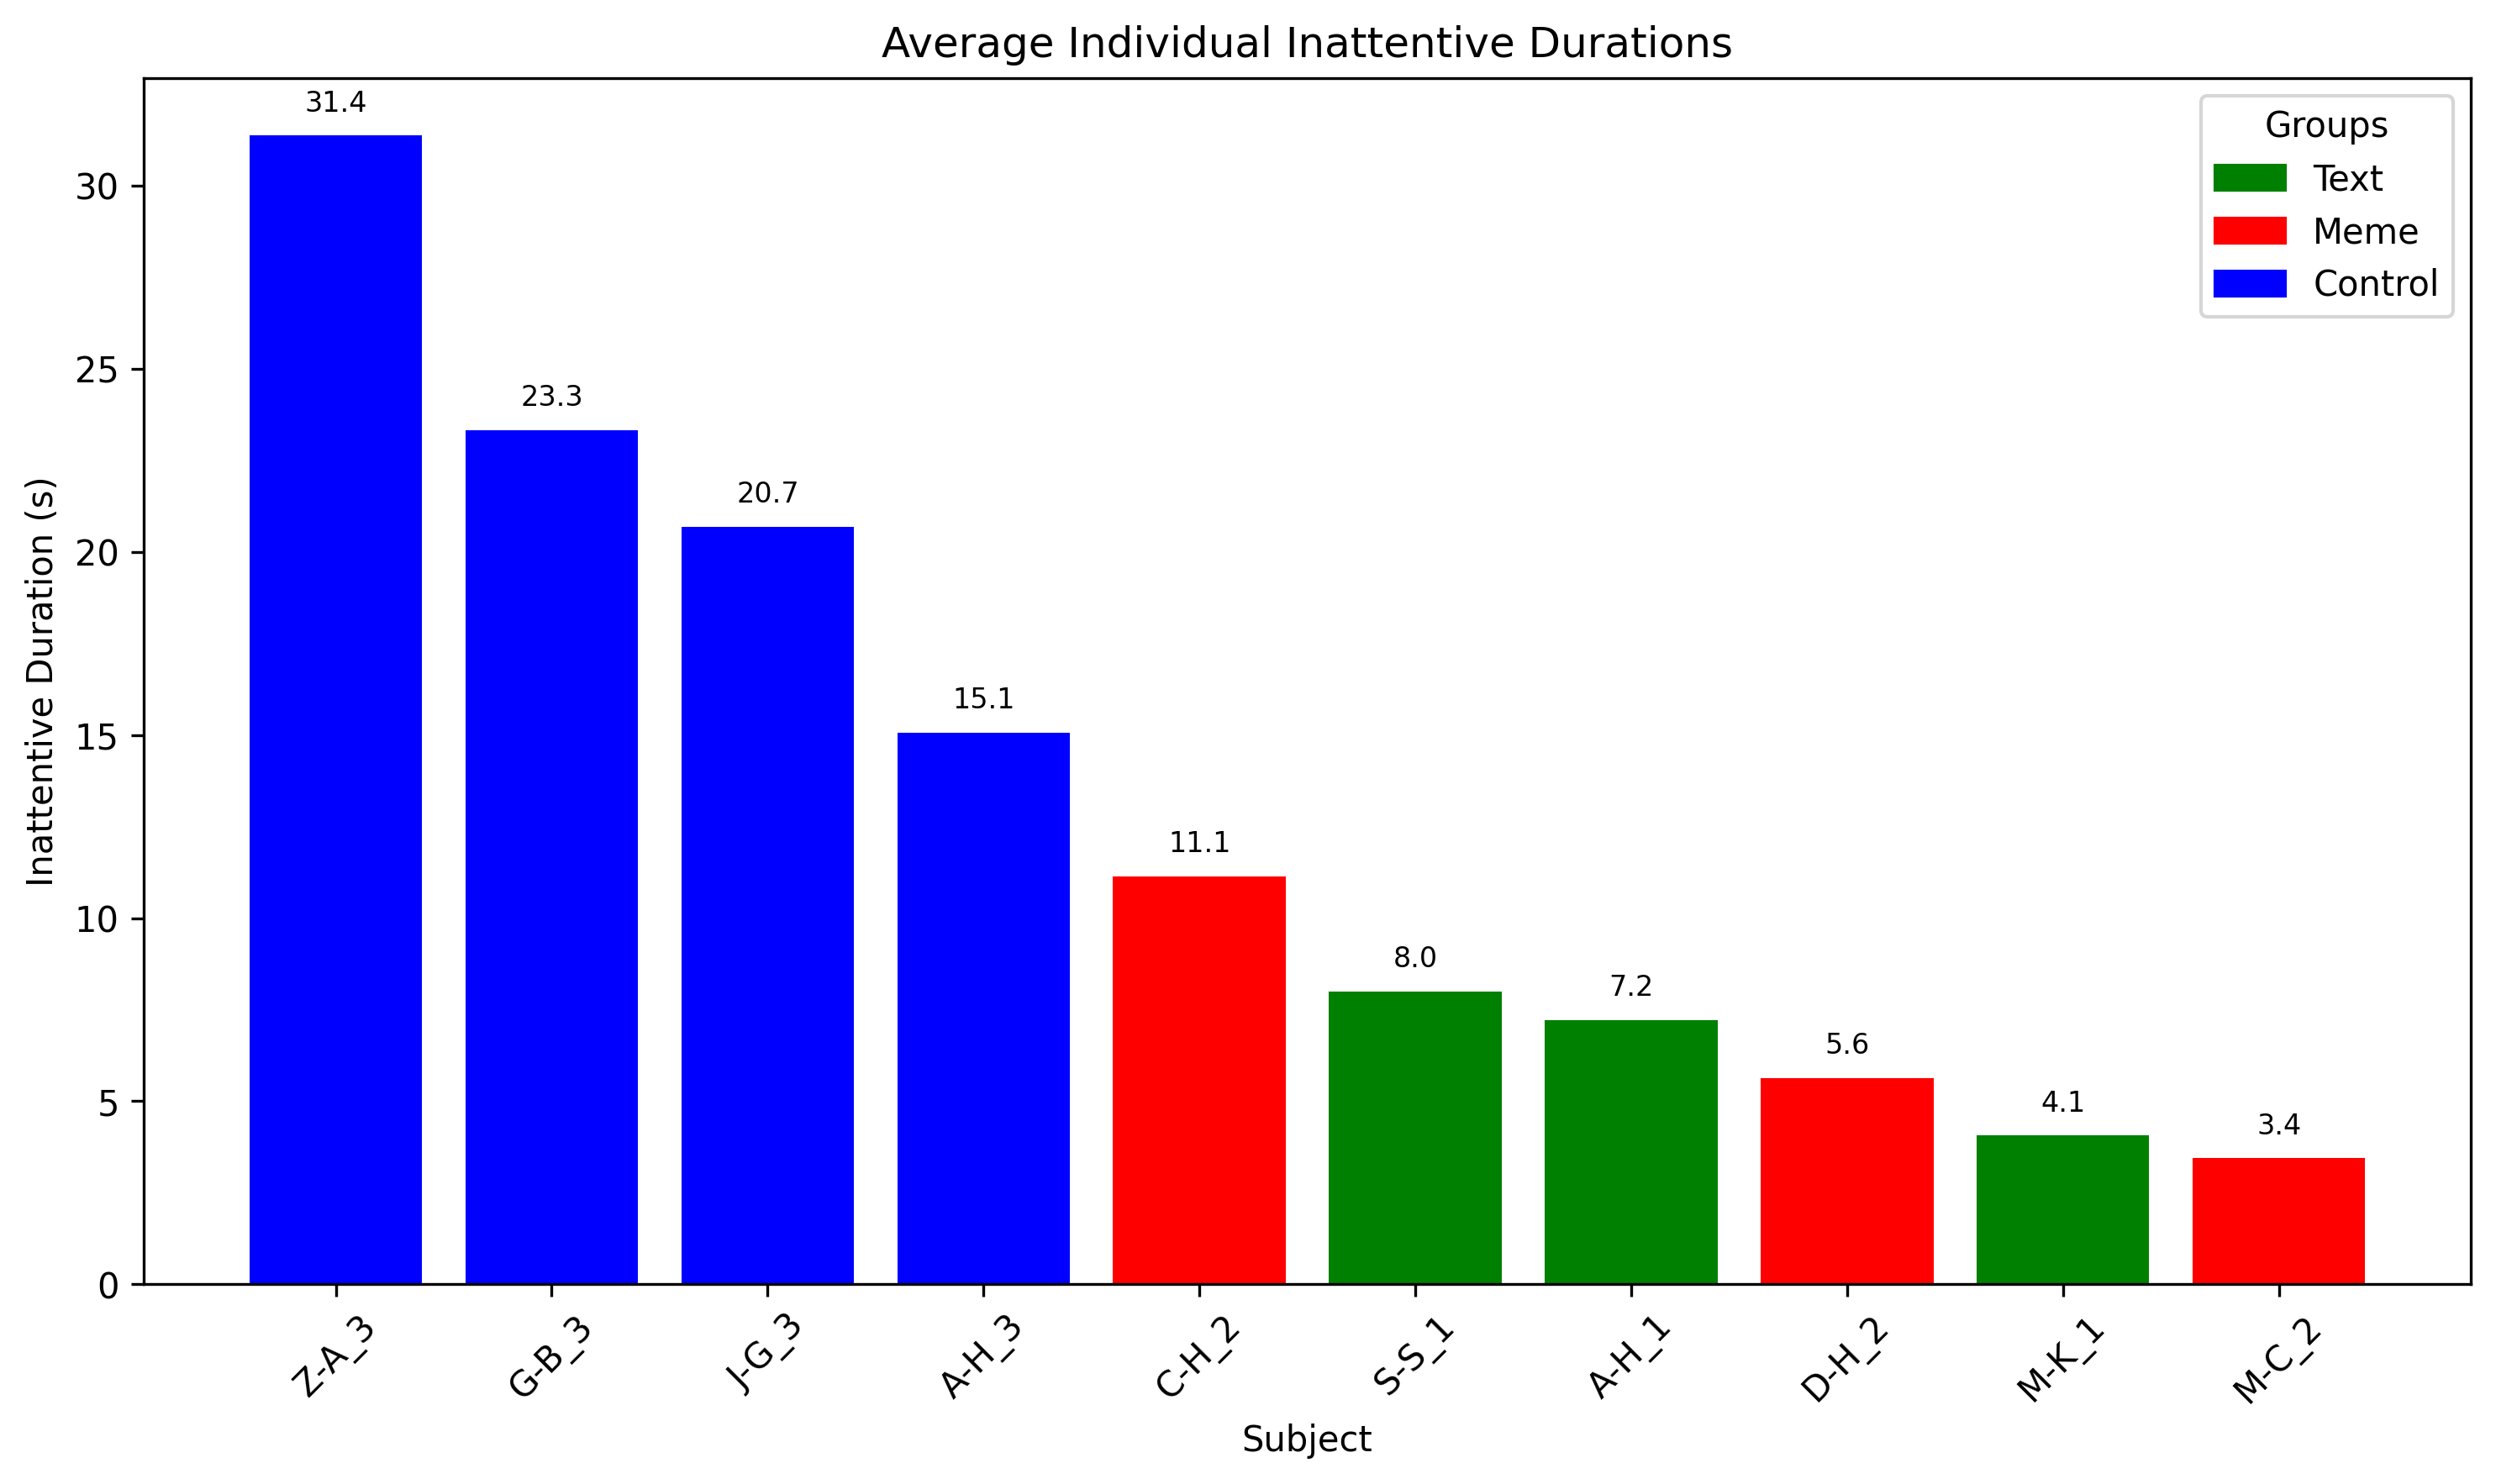 Average Individual Inattentive Durations
Groups
Text
Meme
Control
Inattentive Duration (s)
30
25
20
15
10
5
0
31.4
23.3
20.7
15.1
11.1
8.0
7.2
5.6
4.1
3.4
Z-A_3
G-B_3
J-G_3
A-H_3
C-H_2
S-S_1
A-H_1
D-H_2
M-K_1
M-C_2
Subject